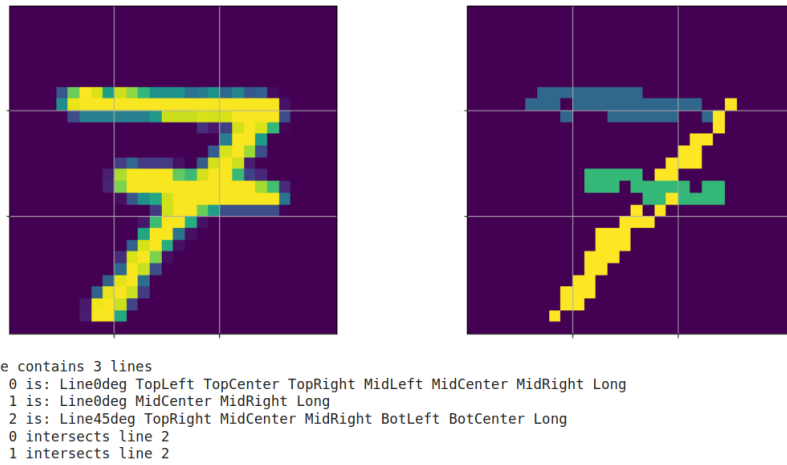 e contains 3 lines
0 is: Line0deg TopLeft TopCenter TopRight MidLeft MidCenter MidRight Long
1 is: Line0deg MidCenter MidRight Long
2 is: Line45deg TopRight MidCenter MidRight BotLeft BotCenter Long
0 intersects line 2
1 intersects line 2